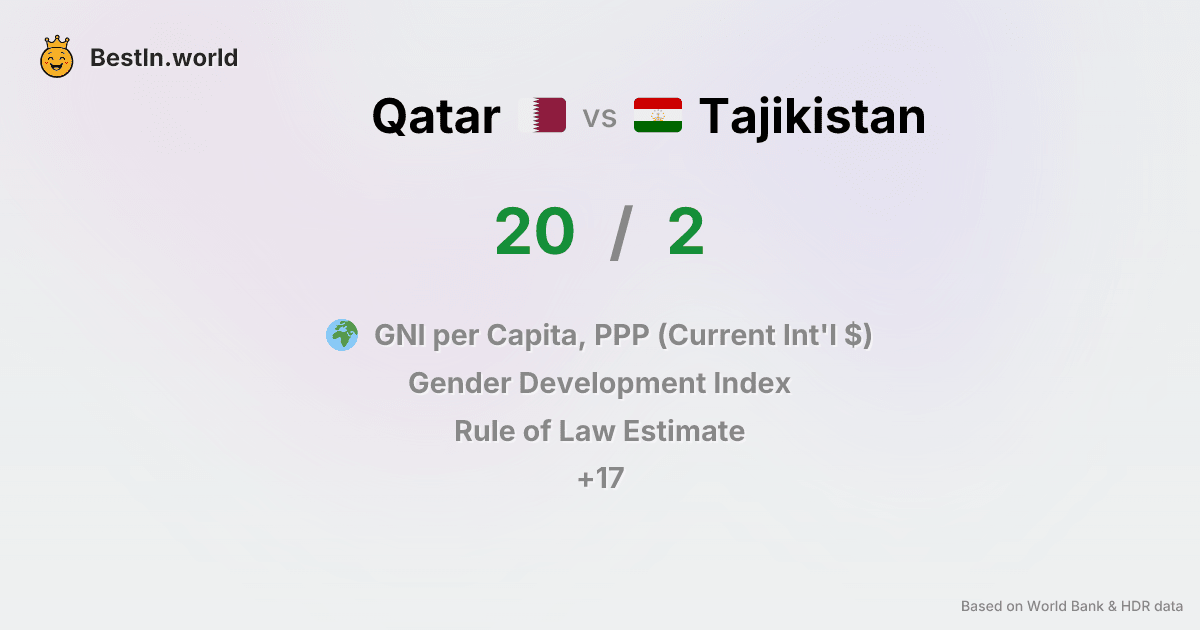 BestIn.world
Qatar vs Tajikistan
20 / 2
GNI per Capita, PPP (Current Int'l $)
Gender Development Index
Rule of Law Estimate
+17
Based on World Bank & HDR data